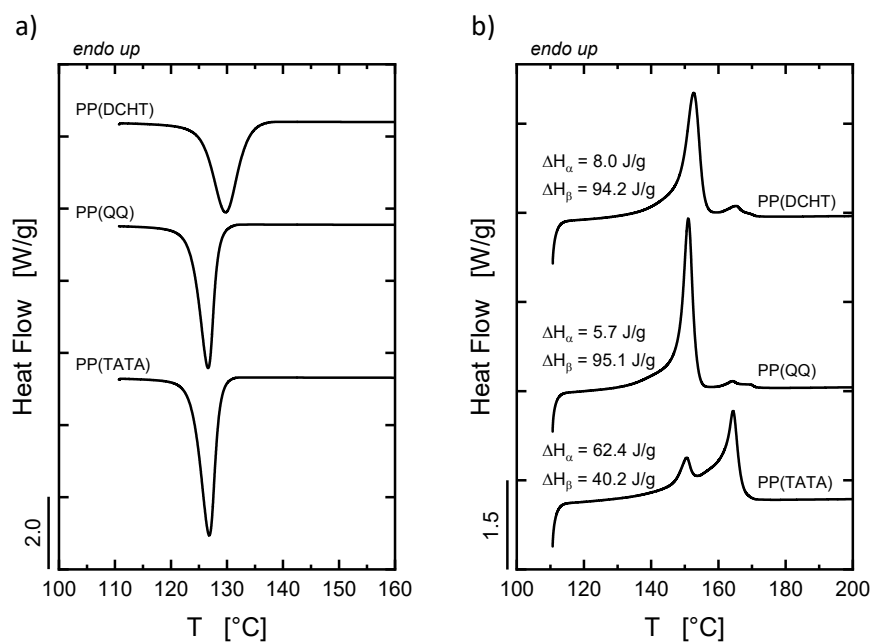 a)
endo up
PP(DCHT)
PP(QQ)
PP(TATA)
Heat Flow [W/g]
2.0
100 110 120 130 140 150 160
T [°C]
b)
endo up
ΔHα = 8.0 J/g
ΔHβ = 94.2 J/g
PP(DCHT)
ΔHα = 5.7 J/g
ΔHβ = 95.1 J/g
PP(QQ)
ΔHα = 62.4 J/g
ΔHβ = 40.2 J/g
PP(TATA)
Heat Flow [W/g]
1.5
100 120 140 160 180 200
T [°C]